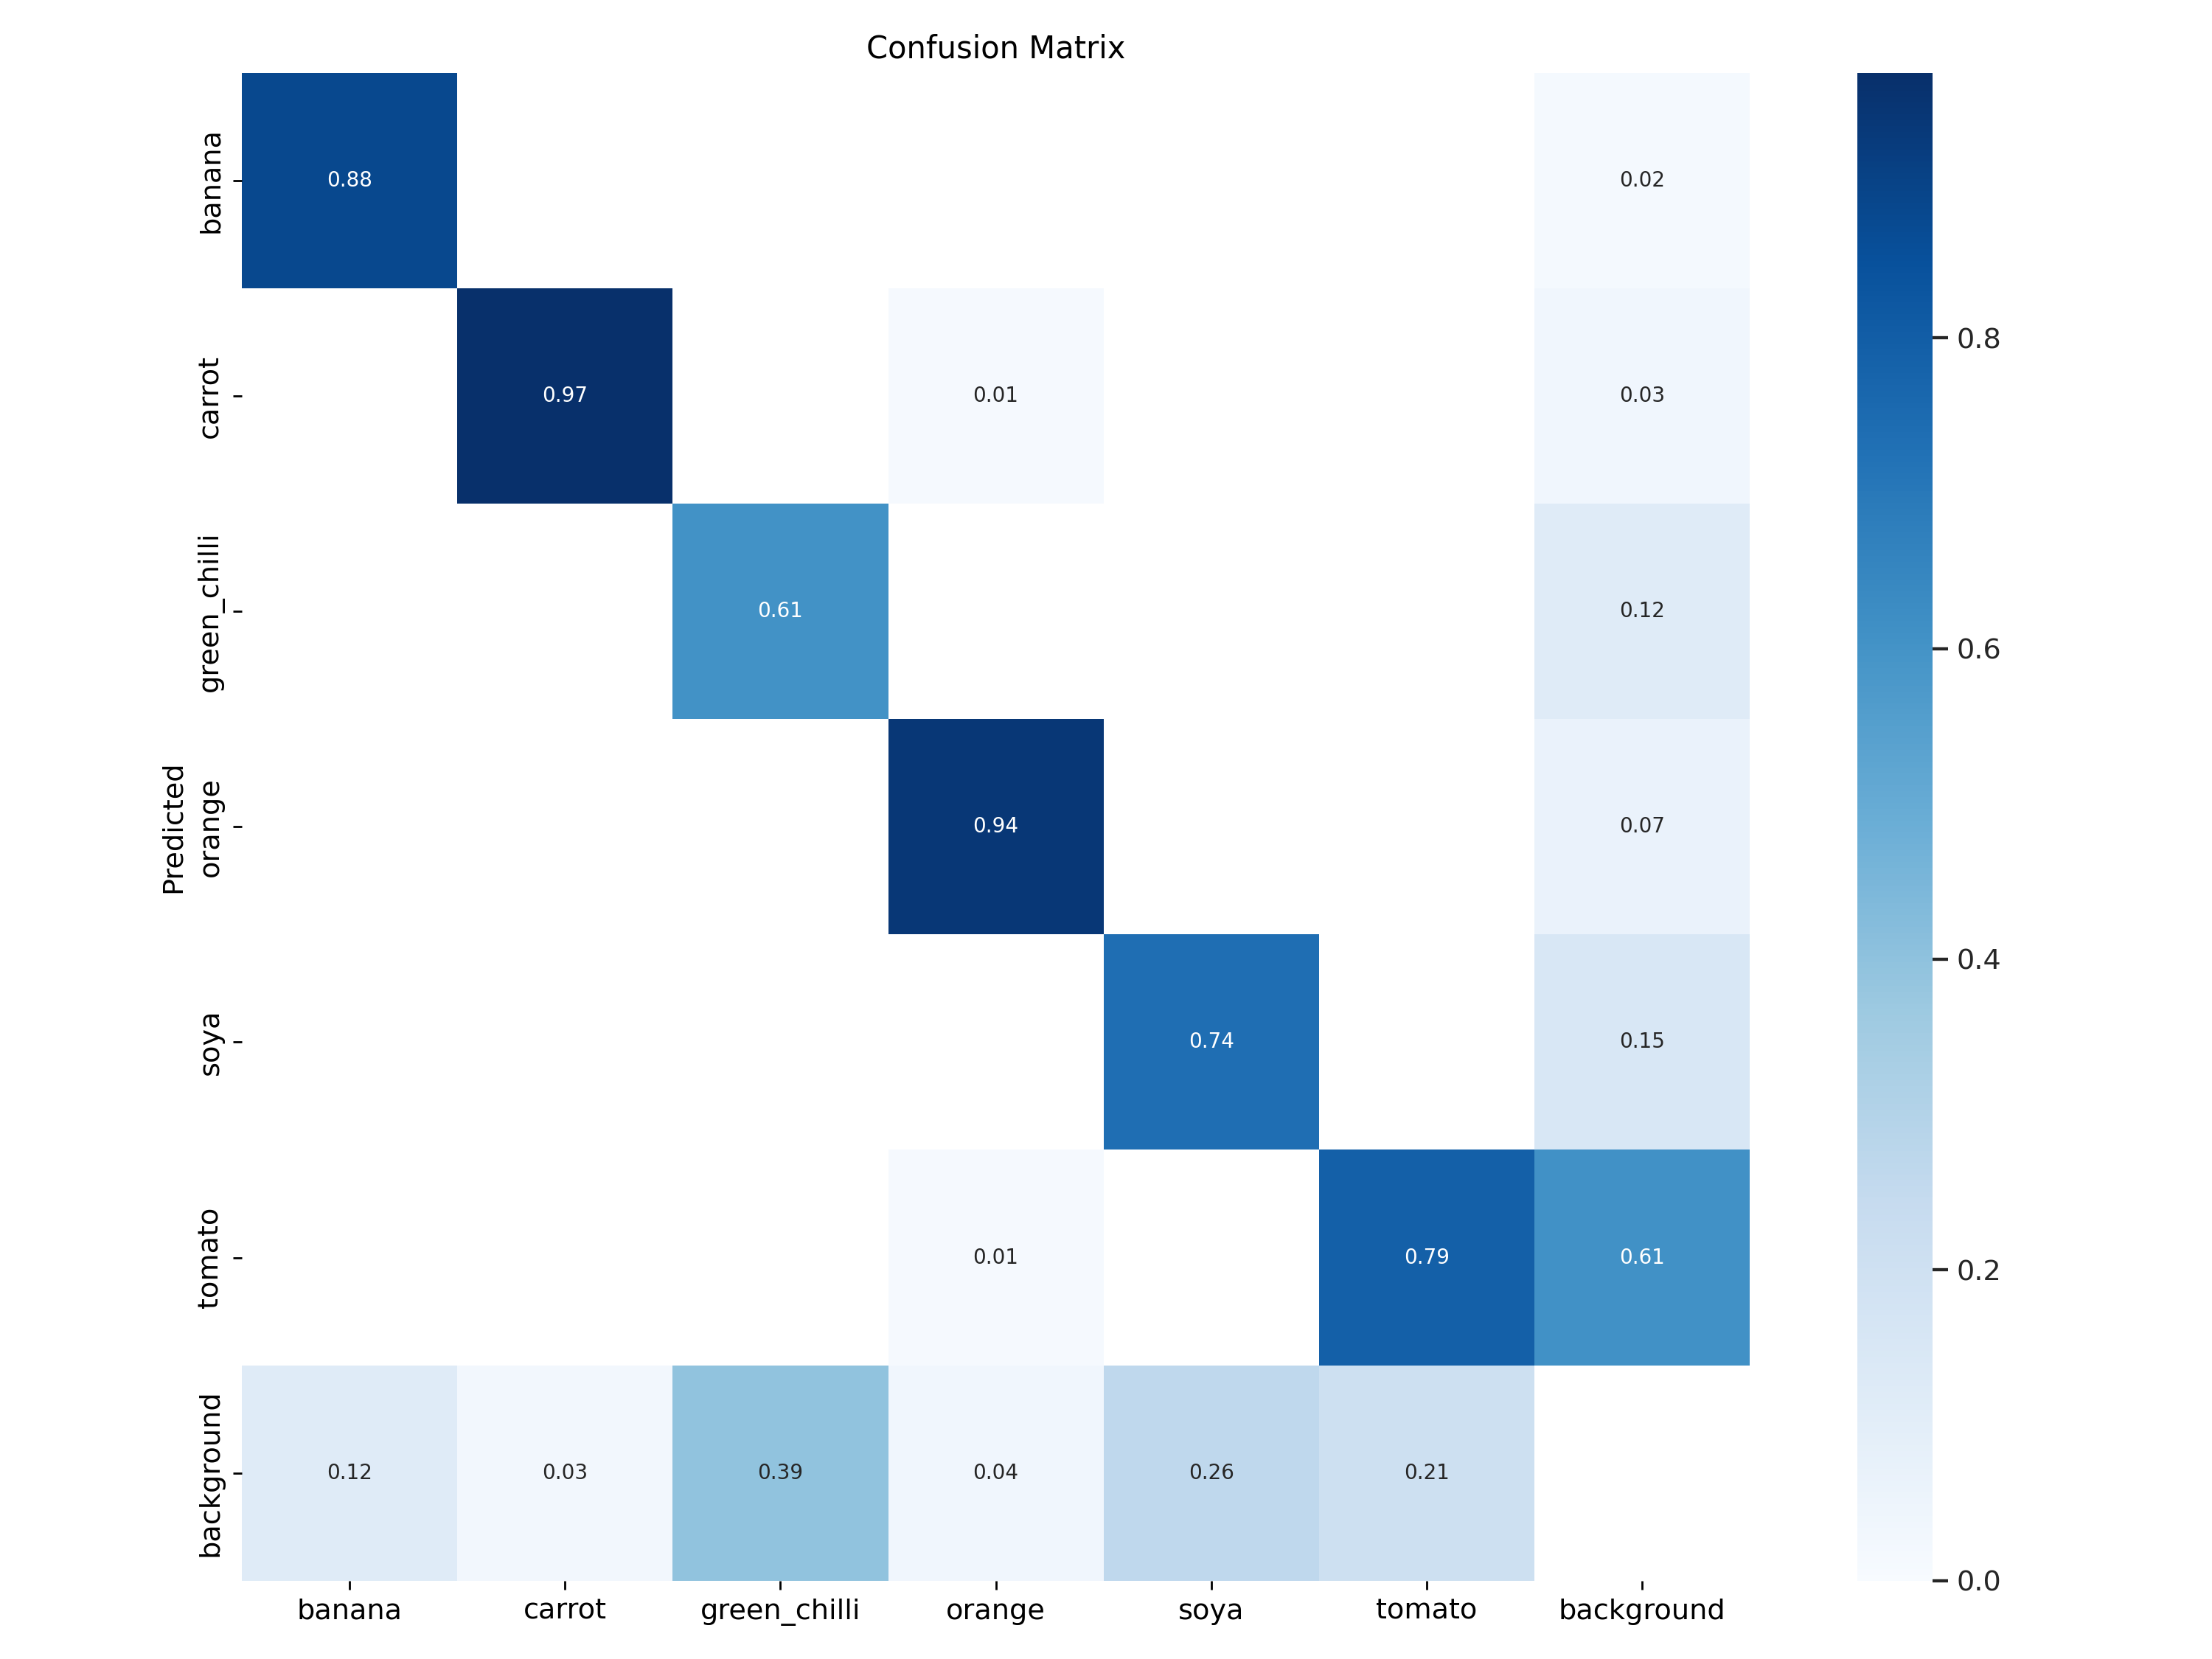 Confusion Matrix
banana
0.88
0.02
carrot
0.97
0.01
0.03
green_chilli
0.61
0.12
Predicted
orange
0.94
0.07
soya
0.74
0.15
tomato
0.01
0.79
0.61
background
0.12
0.03
0.39
0.04
0.26
0.21
banana
carrot
green_chilli
orange
soya
tomato
background
0.8
0.6
0.4
0.2
0.0